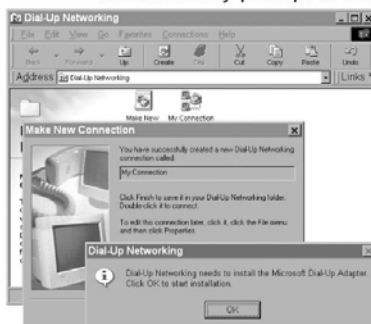 Dial-Up Networking
File Edit View Go Favorites Connections Help
Back Forward Up Create Dial Cut Copy Paste Undo
Address Dial-Up Networking Links
Make New My Connection
Make New Connection
You have successfully created a new Dial-Up Networking
connection called:
My Connection
Click Finish to save it in your Dial-Up Networking folder.
Double-click it to connect.
To edit this connection later, click it, click the File menu
and then click Properties.
Dial-Up Networking
Dial-Up Networking needs to install the Microsoft Dial-Up Adapter.
Click OK to start installation.
OK